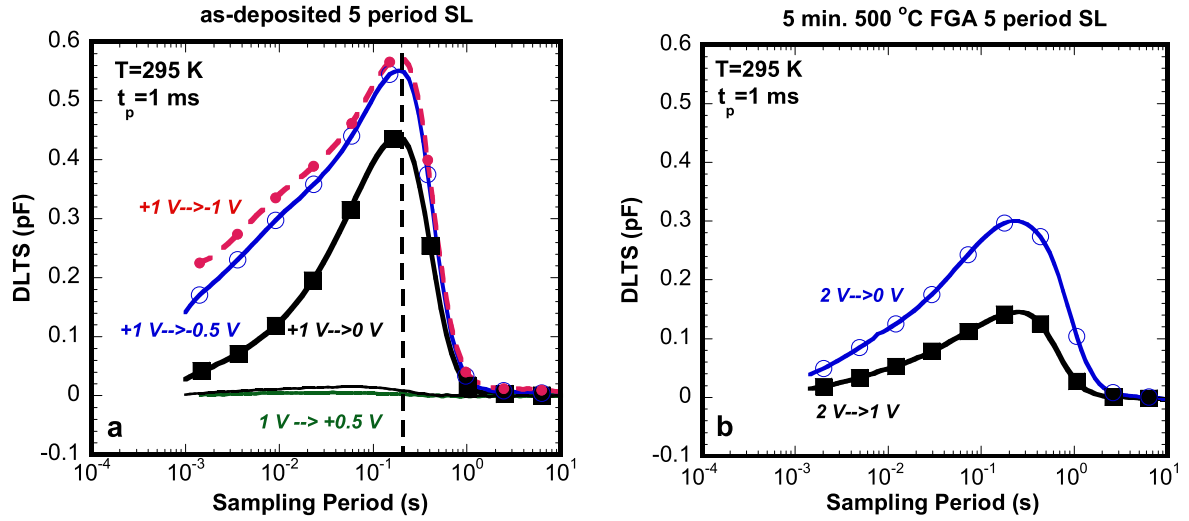 as-deposited 5 period SL
0.6
0.5
0.4
0.3
0.2
0.1
0
-0.1
DLTS (pF)
T=295 K
t_p=1 ms
+1 V-->-1 V
+1 V-->-0.5 V
+1 V-->0 V
1 V --> +0.5 V
a
10^-4
10^-3
10^-2
10^-1
10^0
10^1
Sampling Period (s)
5 min. 500 °C FGA 5 period SL
0.6
0.5
0.4
0.3
0.2
0.1
0
-0.1
DLTS (pF)
T=295 K
t_p=1 ms
2 V-->0 V
2 V-->1 V
b
10^-4
10^-3
10^-2
10^-1
10^0
10^1
Sampling Period (s)